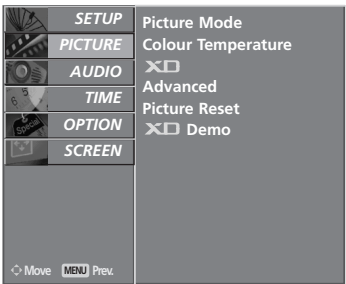 SETUP
PICTURE
AUDIO
TIME
OPTION
SCREEN
Move MENU Prev.
Picture Mode
Colour Temperature
XD
Advanced
Picture Reset
XD Demo